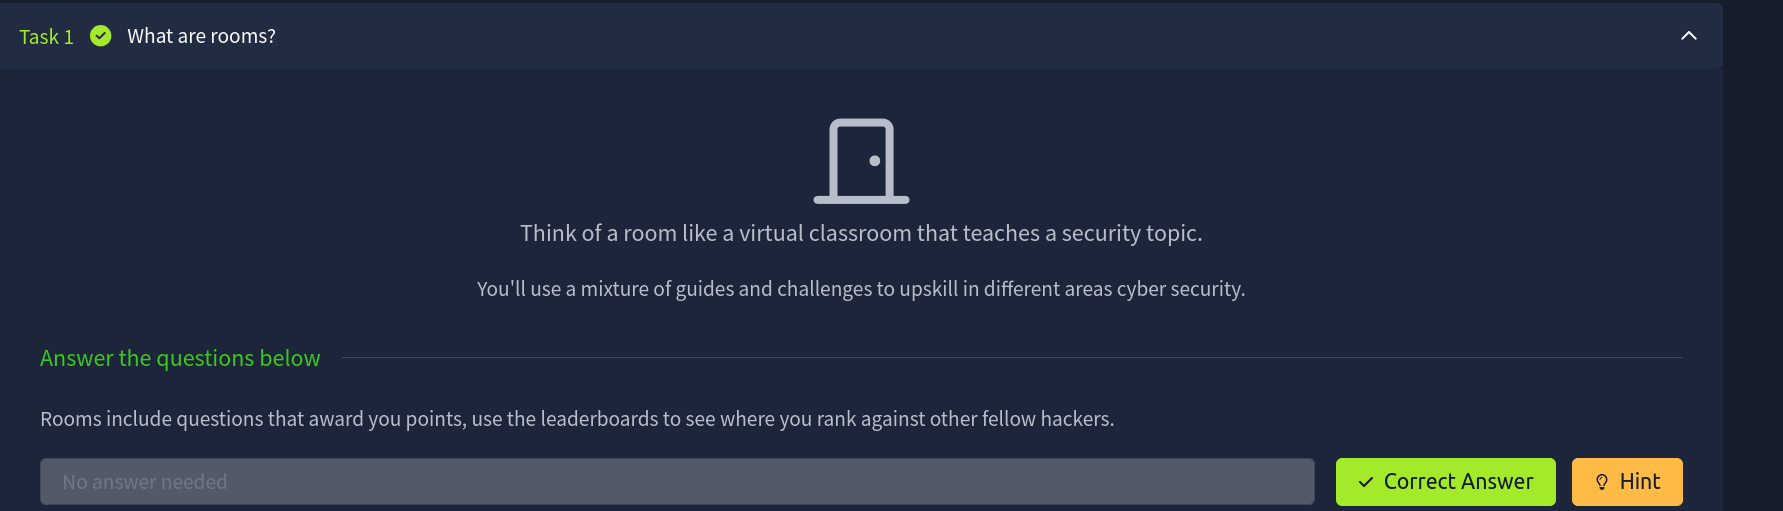 Task 1 What are rooms?
Think of a room like a virtual classroom that teaches a security topic.
You'll use a mixture of guides and challenges to upskill in different areas cyber security.
Answer the questions below
Rooms include questions that award you points, use the leaderboards to see where you rank against other fellow hackers.
No answer needed Correct Answer Hint